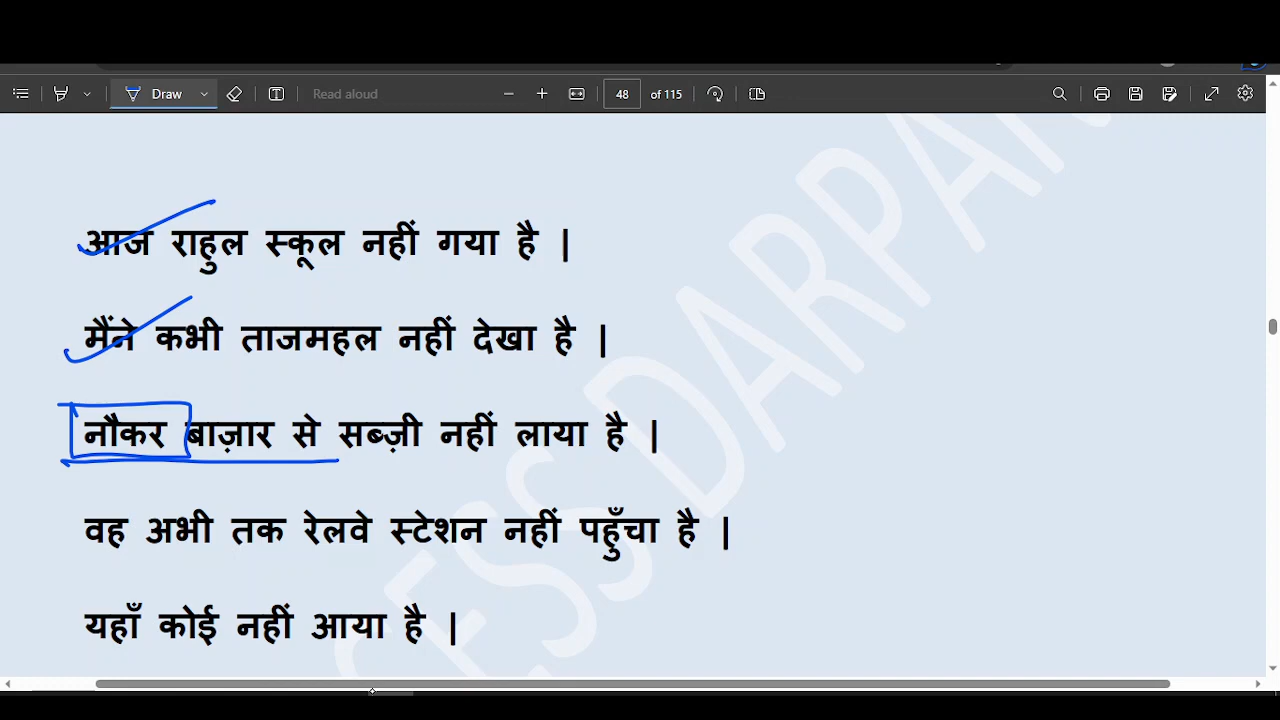 Draw
Read aloud
48 of 115
आज राहुल स्कूल नहीं गया है |
मैंने कभी ताजमहल नहीं देखा है |
नौकर बाज़ार से सब्ज़ी नहीं लाया है |
वह अभी तक रेलवे स्टेशन नहीं पहुँचा है |
यहाँ कोई नहीं आया है |